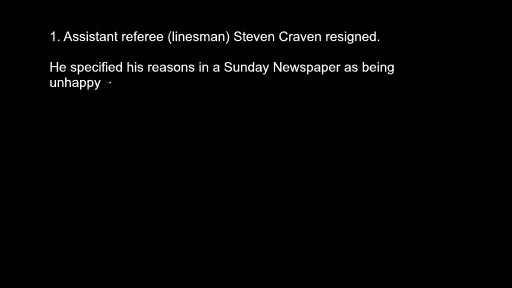 1. Assistant referee (linesman) Steven Craven resigned.
He specified his reasons in a Sunday Newspaper as being
unhappy